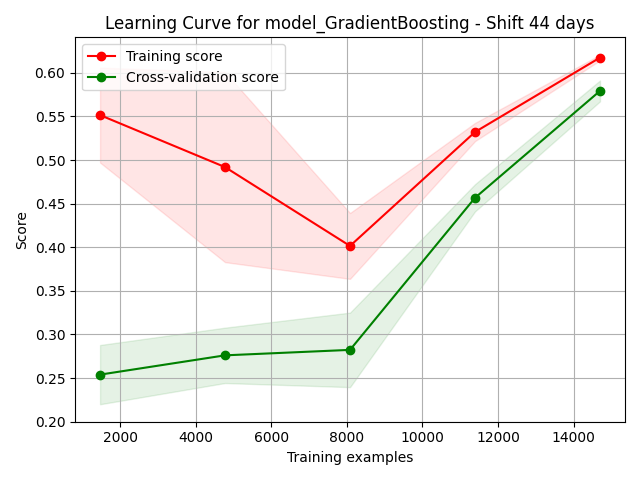 Learning Curve for model_GradientBoosting - Shift 44 days
Training score
Cross-validation score
0.60
0.55
0.50
0.45
0.40
0.35
0.30
0.25
0.20
Score
2000 4000 6000 8000 10000 12000 14000
Training examples